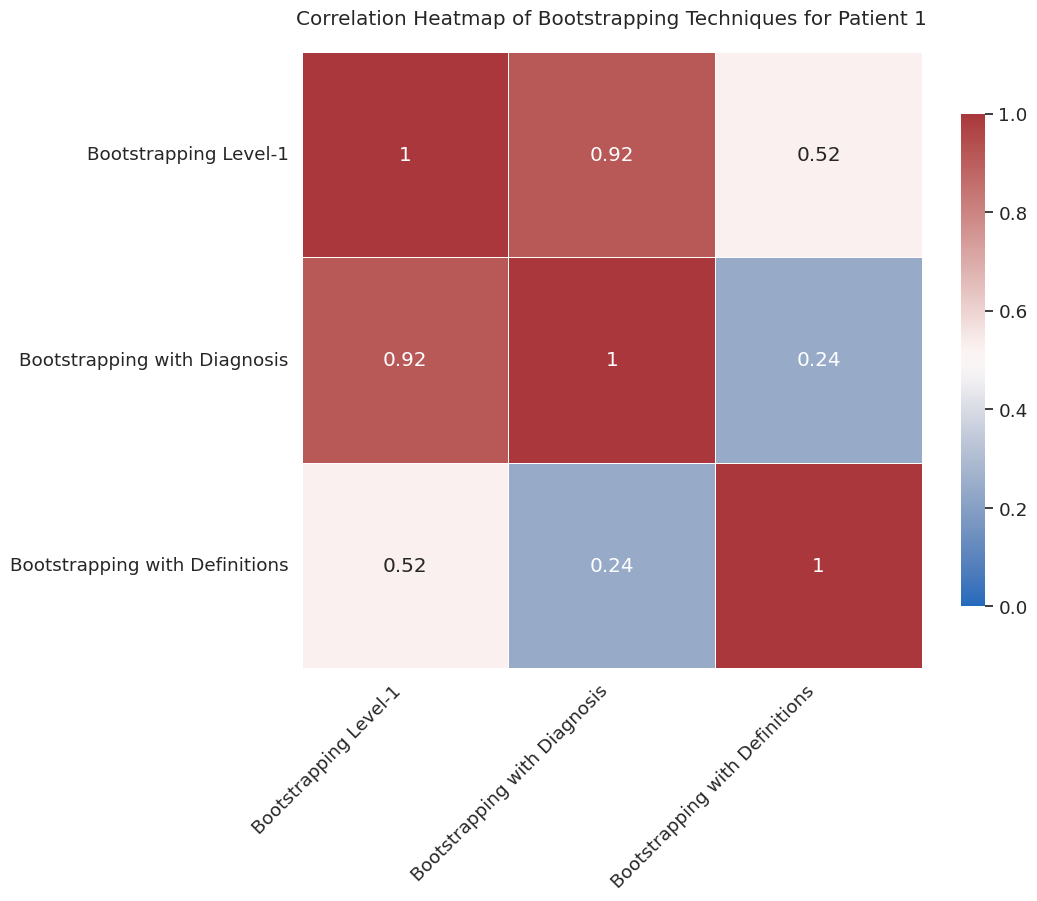 Correlation Heatmap of Bootstrapping Techniques for Patient 1
Bootstrapping Level-1
1
0.92
0.52
Bootstrapping with Diagnosis
0.92
1
0.24
Bootstrapping with Definitions
0.52
0.24
1
Bootstrapping Level-1
Bootstrapping with Diagnosis
Bootstrapping with Definitions
1.0
0.8
0.6
0.4
0.2
0.0